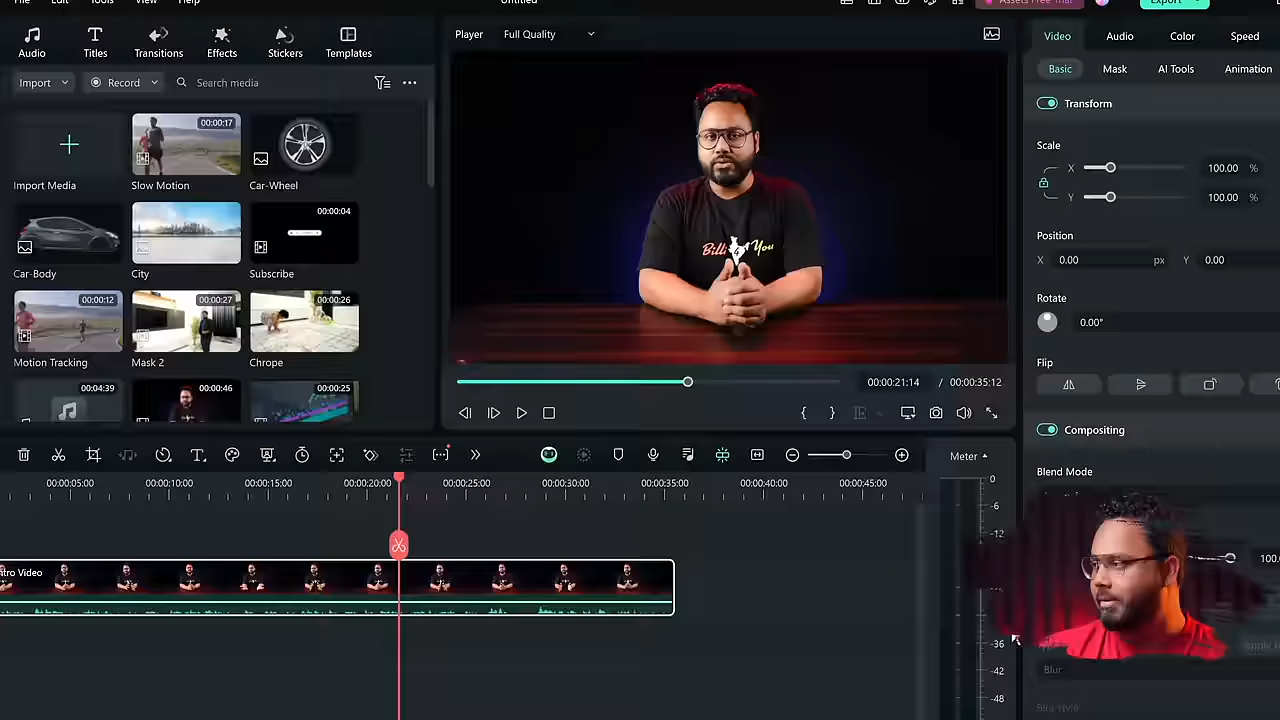 File Edit Tools View Help
Untitled
Assets Free Trial
Export
Audio Titles Transitions Effects Stickers Templates
Player Full Quality
Video Audio Color Speed
Import Record Search media
Basic Mask AI Tools Animation
Transform
00:00:17
Import Media Slow Motion Car-Wheel
Scale
X 100.00 %
Y 100.00 %
00:00:04
Car-Body City Subscribe
Position
X 0.00 px Y 0.00
Rotate
0.00°
00:00:12 00:00:27 00:00:26
Motion Tracking Mask 2 Chrope
Flip
00:04:39 00:00:46 00:00:25
You
00:00:21:14 / 00:00:35:12
Compositing
Blend Mode
Meter
00:00:05:00 00:00:10:00 00:00:15:00 00:00:20:00 00:00:25:00 00:00:30:00 00:00:35:00 00:00:40:00 00:00:45:00
0
-6
-12
-36
-42
-48
tro Video
100.
Blur